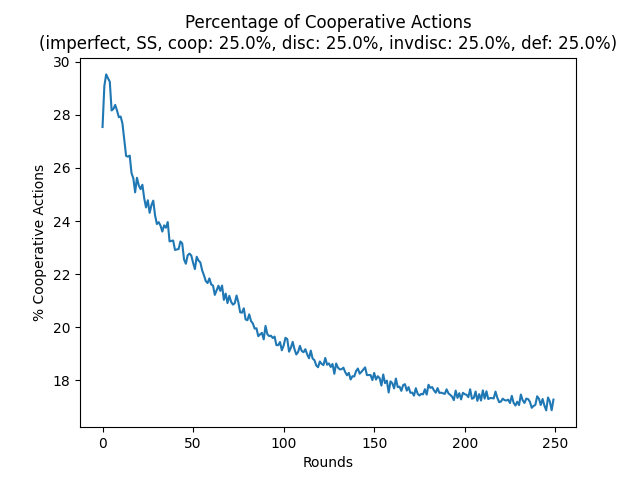 Percentage of Cooperative Actions
(imperfect, SS, coop: 25.0%, disc: 25.0%, invdisc: 25.0%, def: 25.0%)
30
28
26
24
22
20
18
% Cooperative Actions
0 50 100 150 200 250
Rounds